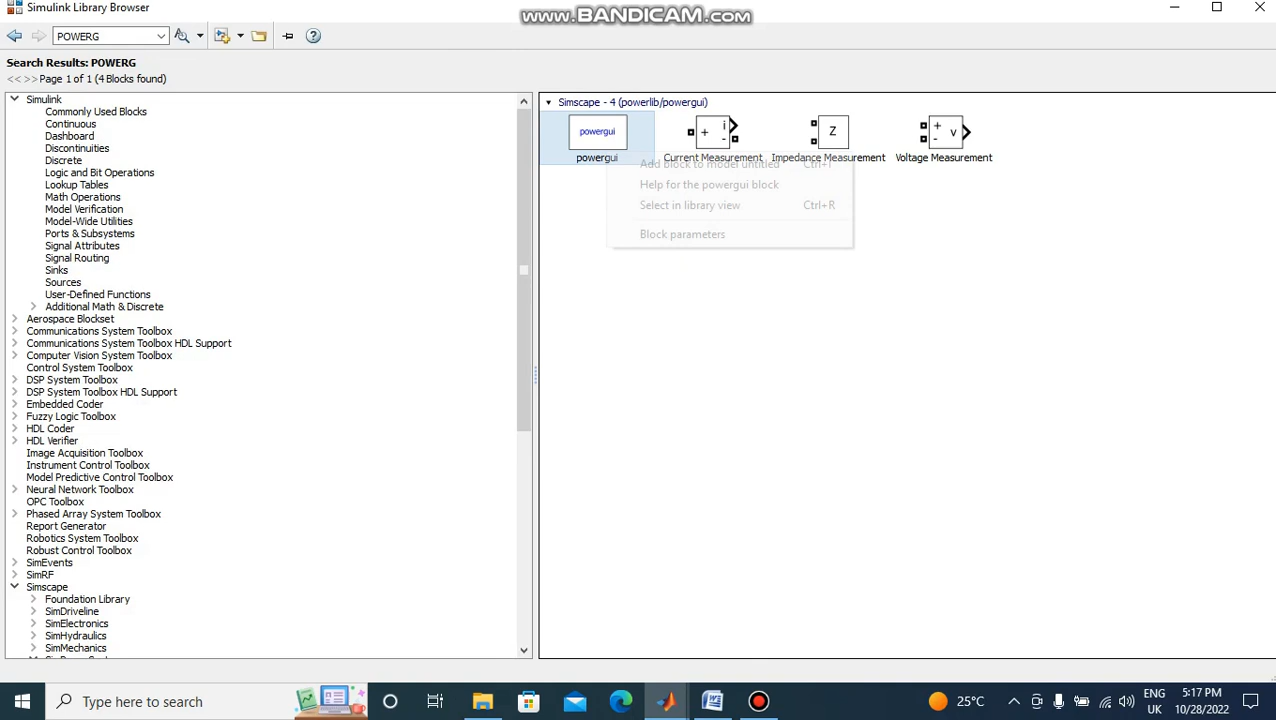 Simulink Library Browser
www.BANDICAM.com
POWERG
Search Results: POWERG
<< >> Page 1 of 1 (4 Blocks found)
Simulink
Commonly Used Blocks
Continuous
Dashboard
Discontinuities
Discrete
Logic and Bit Operations
Lookup Tables
Math Operations
Model Verification
Model-Wide Utilities
Ports & Subsystems
Signal Attributes
Signal Routing
Sinks
Sources
User-Defined Functions
Additional Math & Discrete
Aerospace Blockset
Communications System Toolbox
Communications System Toolbox HDL Support
Computer Vision System Toolbox
Control System Toolbox
DSP System Toolbox
DSP System Toolbox HDL Support
Embedded Coder
Fuzzy Logic Toolbox
HDL Coder
HDL Verifier
Image Acquisition Toolbox
Instrument Control Toolbox
Model Predictive Control Toolbox
Neural Network Toolbox
OPC Toolbox
Phased Array System Toolbox
Report Generator
Robotics System Toolbox
Robust Control Toolbox
SimEvents
SimRF
Simscape
Foundation Library
SimDriveline
SimElectronics
SimHydraulics
SimMechanics
Simscape - 4 (powerlib/powergui)
powergui
+ i -
Z
+ - v
powergui
Current Measurement
Impedance Measurement
Voltage Measurement
Add block to model untitled Ctrl+I
Help for the powergui block
Select in library view Ctrl+R
Block parameters
Type here to search
25°C
ENG
UK
5:17 PM
10/28/2022